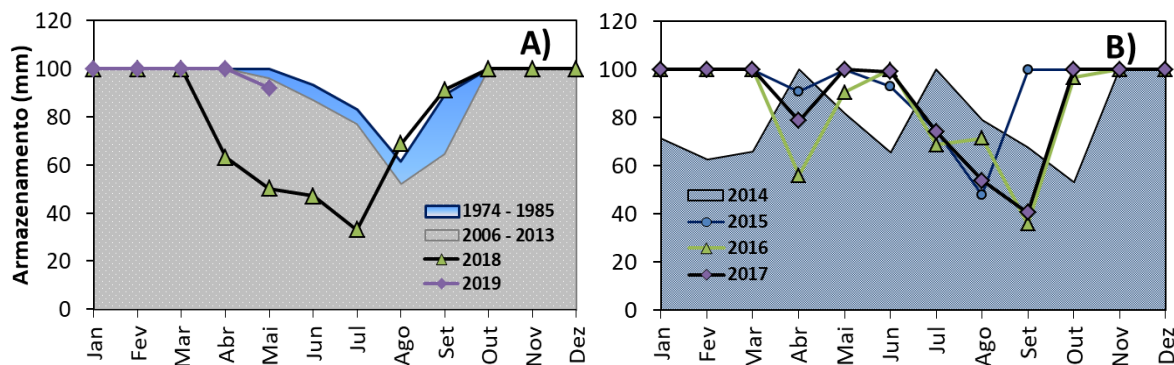 A)
Armazenamento (mm)
120
100
80
60
40
20
0
1974 - 1985
2006 - 2013
2018
2019
Jan
Fev
Mar
Abr
Mai
Jun
Jul
Ago
Set
Out
Nov
Dez
B)
120
100
80
60
40
20
0
2014
2015
2016
2017
Jan
Fev
Mar
Abr
Mai
Jun
Jul
Ago
Set
Out
Nov
Dez